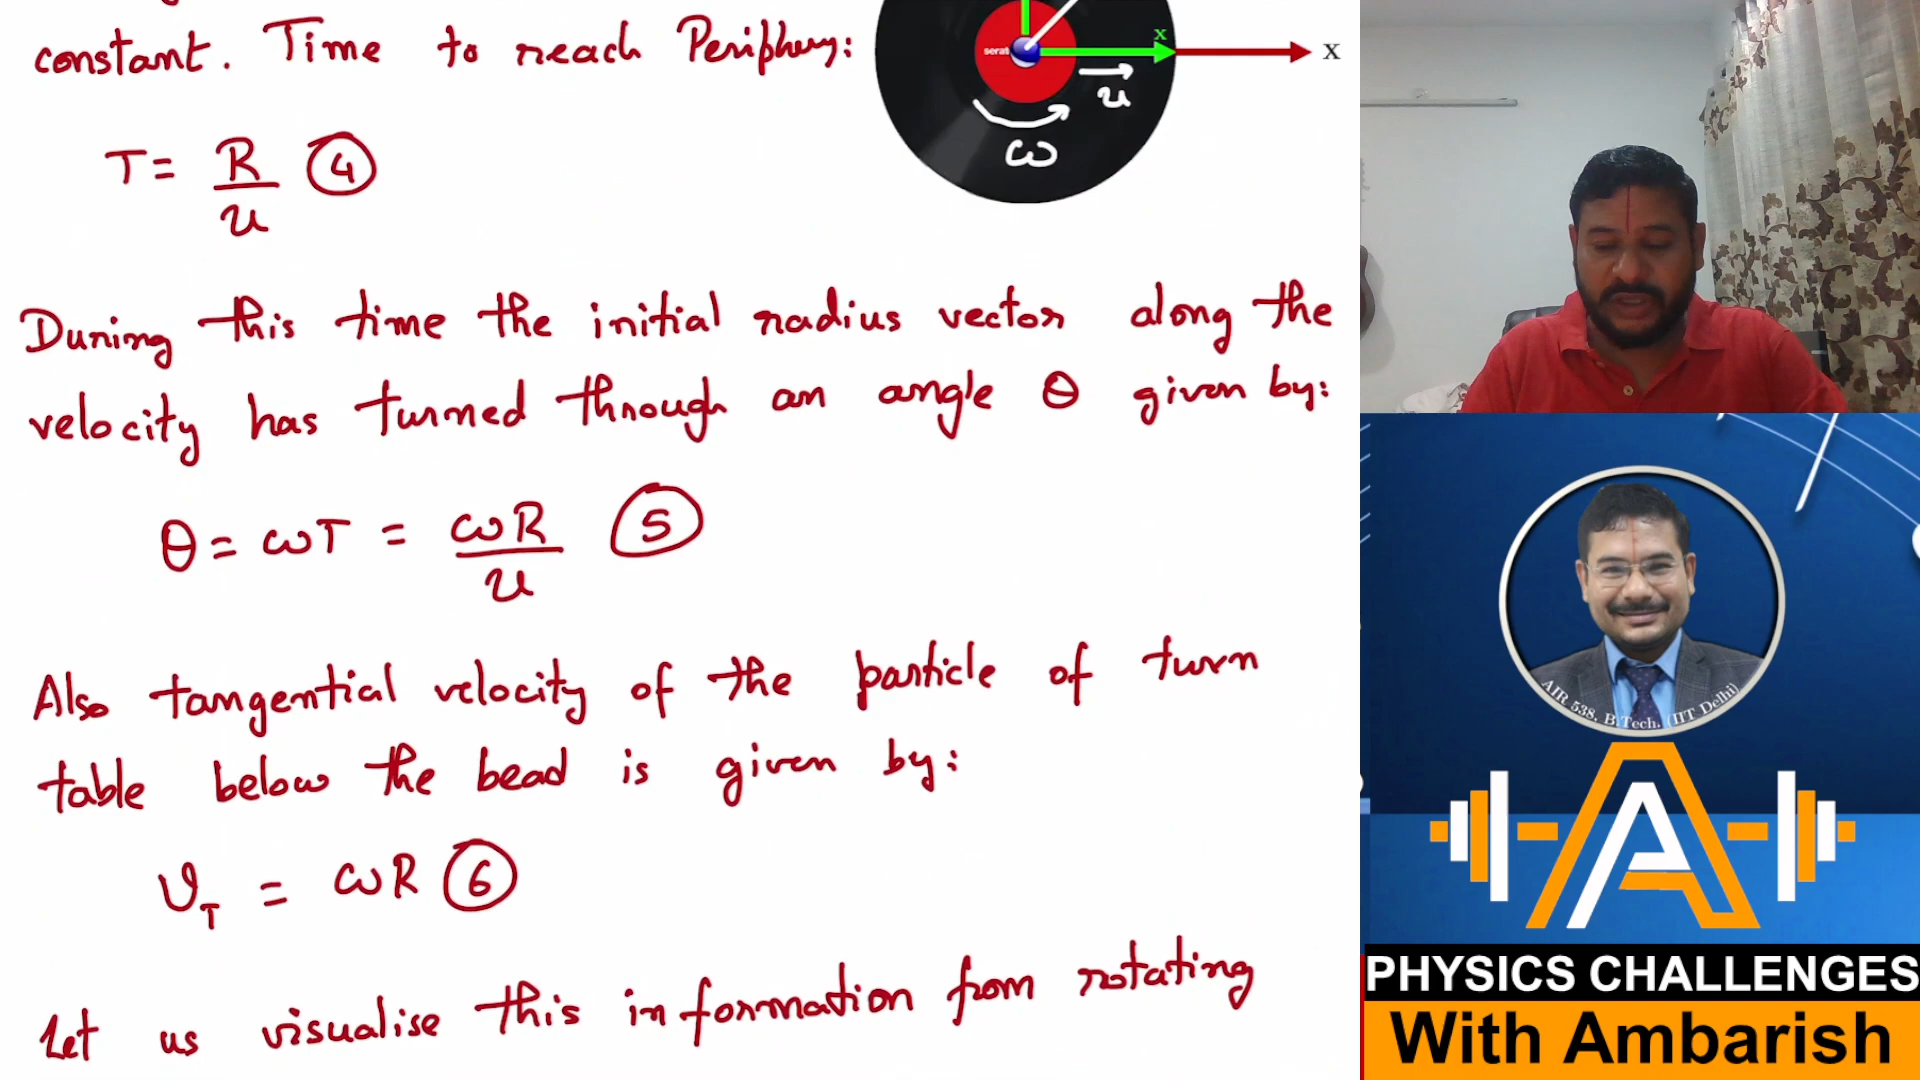 constant. Time to reach Periphery:
serat
x
x
u
ω
T = R/u ④
During this time the initial radius vector along the
velocity has turned through an angle θ given by:
θ = ωT = ωR/u ⑤
Also tangential velocity of the particle of turn
table below the bead is given by:
v_T = ωR ⑥
Let us visualise this information from rotating
AIR 538, B.Tech. (IIT Delhi)
PHYSICS CHALLENGES
With Ambarish